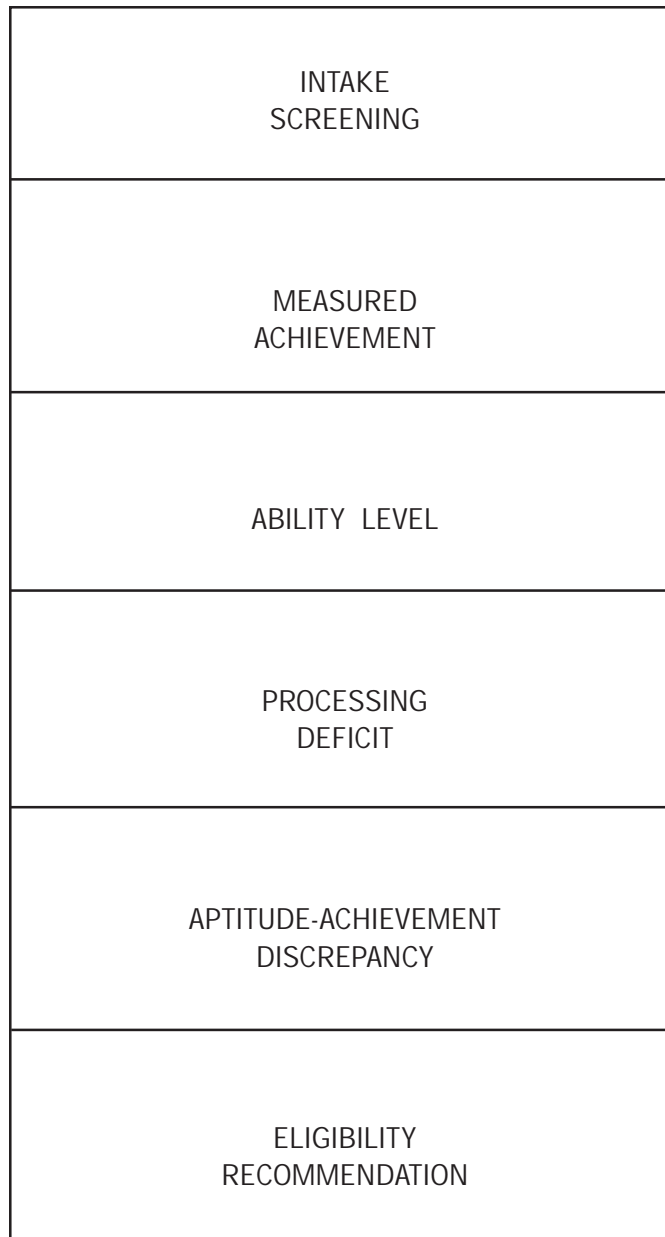 INTAKE
SCREENING
MEASURED
ACHIEVEMENT
ABILITY LEVEL
PROCESSING
DEFICIT
APTITUDE-ACHIEVEMENT
DISCREPANCY
ELIGIBILITY
RECOMMENDATION